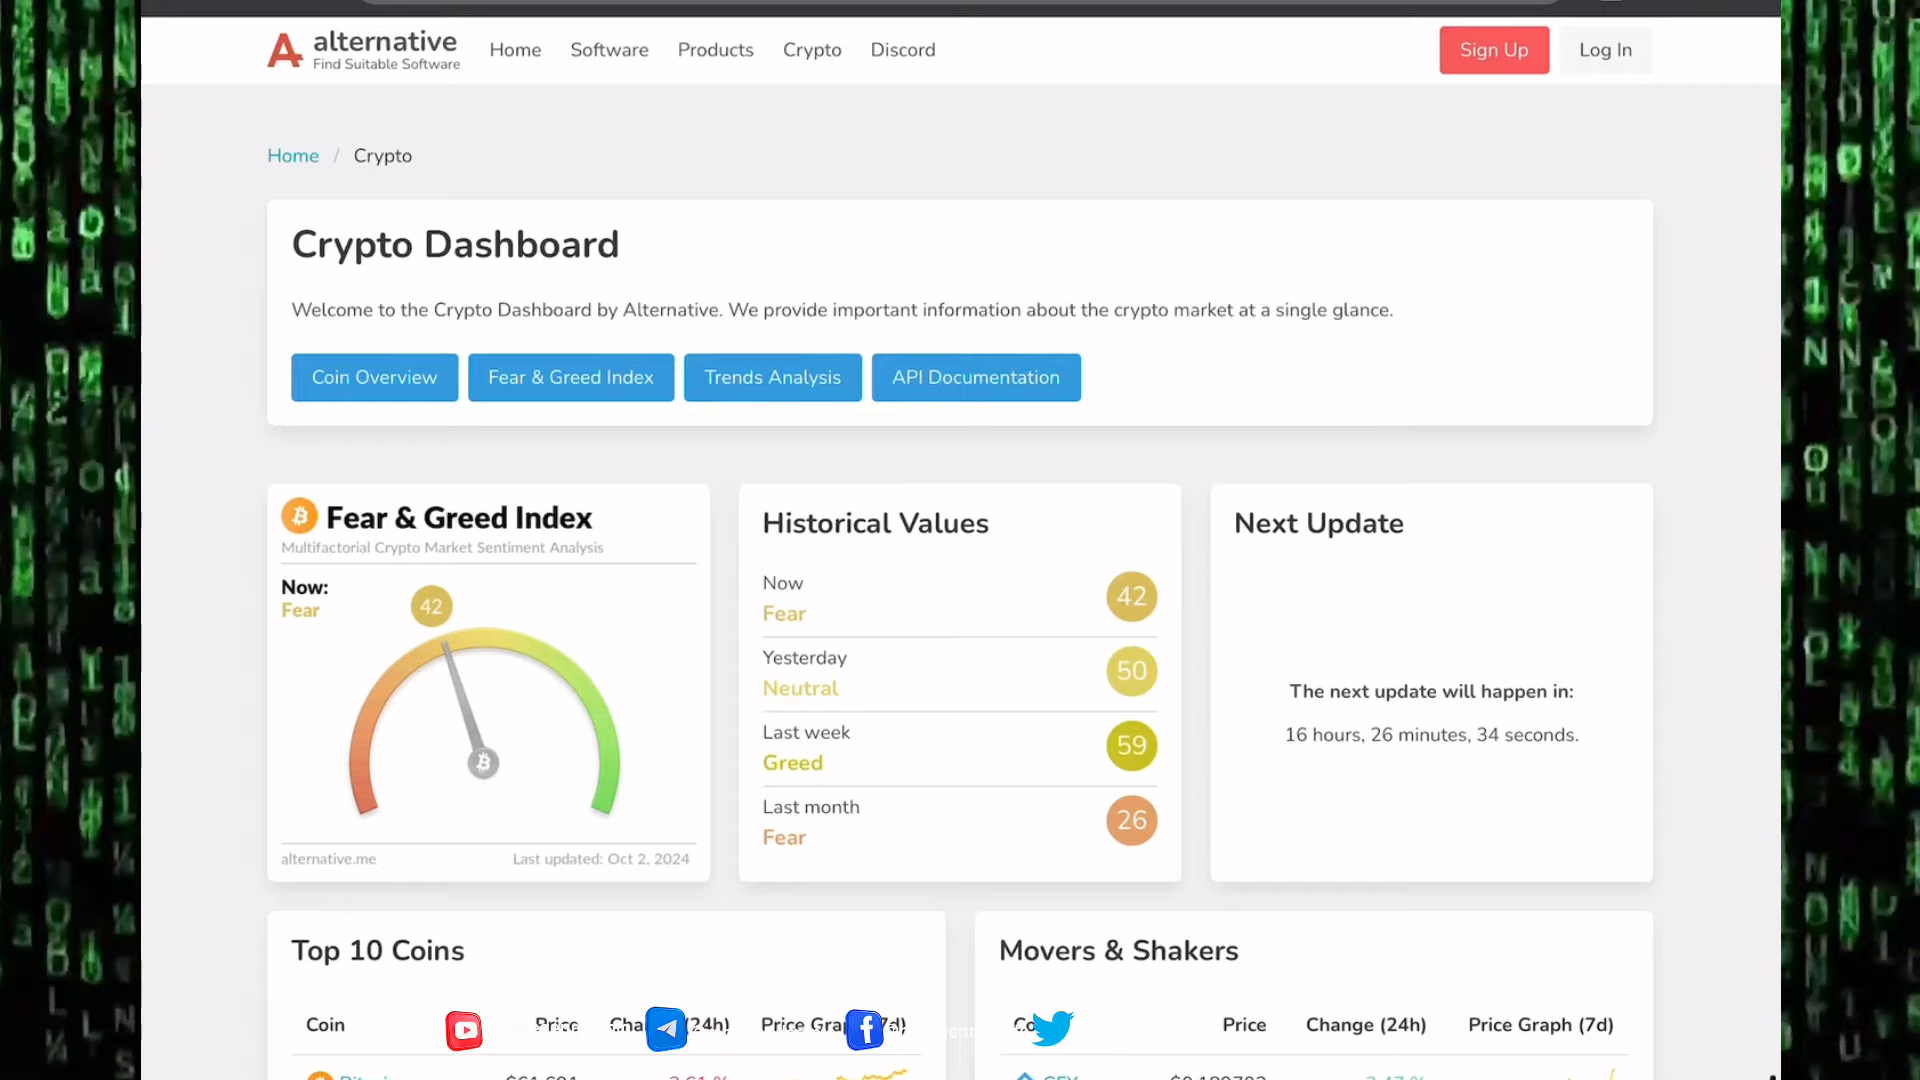 alternative
Find Suitable Software
Home Software Products Crypto Discord
Sign Up Log In
Home / Crypto
Crypto Dashboard
Welcome to the Crypto Dashboard by Alternative. We provide important information about the crypto market at a single glance.
Coin Overview Fear & Greed Index Trends Analysis API Documentation
Fear & Greed Index
Multifactorial Crypto Market Sentiment Analysis
Now:
Fear
42
alternative.me Last updated: Oct 2, 2024
Historical Values
Now
Fear
42
Yesterday
Neutral
50
Last week
Greed
59
Last month
Fear
26
Next Update
The next update will happen in:
16 hours, 26 minutes, 34 seconds.
Top 10 Coins
Coin Price (24h) Price
Movers & Shakers
Price Change (24h) Price Graph (7d)